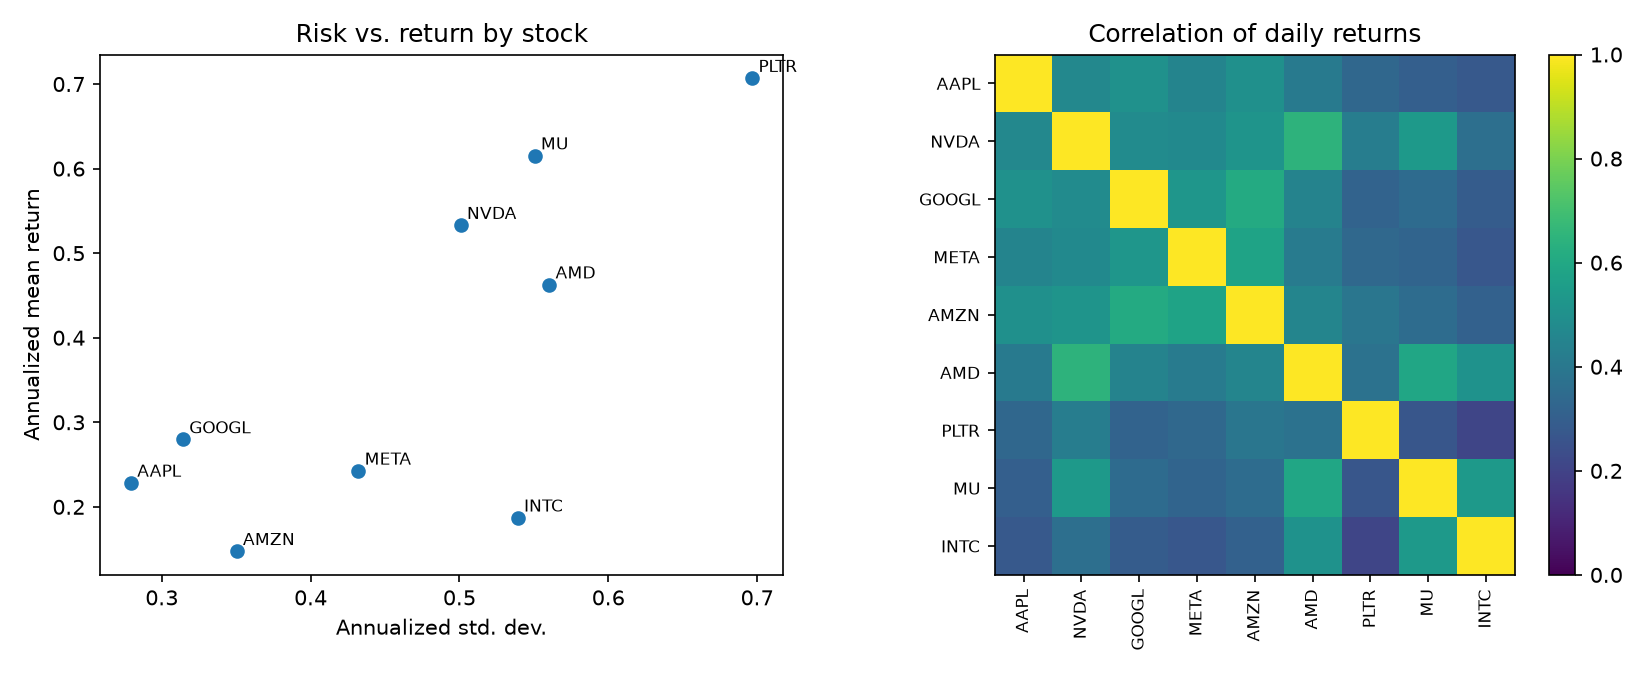 Risk vs. return by stock
Annualized mean return
0.7
0.6
0.5
0.4
0.3
0.2
PLTR
MU
NVDA
AMD
GOOGL
META
AAPL
INTC
AMZN
0.3 0.4 0.5 0.6 0.7
Annualized std. dev.
Correlation of daily returns
AAPL
NVDA
GOOGL
META
AMZN
AMD
PLTR
MU
INTC
AAPL NVDA GOOGL META AMZN AMD PLTR MU INTC
1.0
0.8
0.6
0.4
0.2
0.0